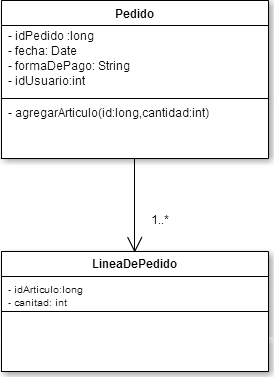 Pedido
- idPedido :long
- fecha: Date
- formaDePago: String
- idUsuario:int
- agregarArticulo(id:long,cantidad:int)
1..*
LineaDePedido
- idArticulo:long
- canitad: int